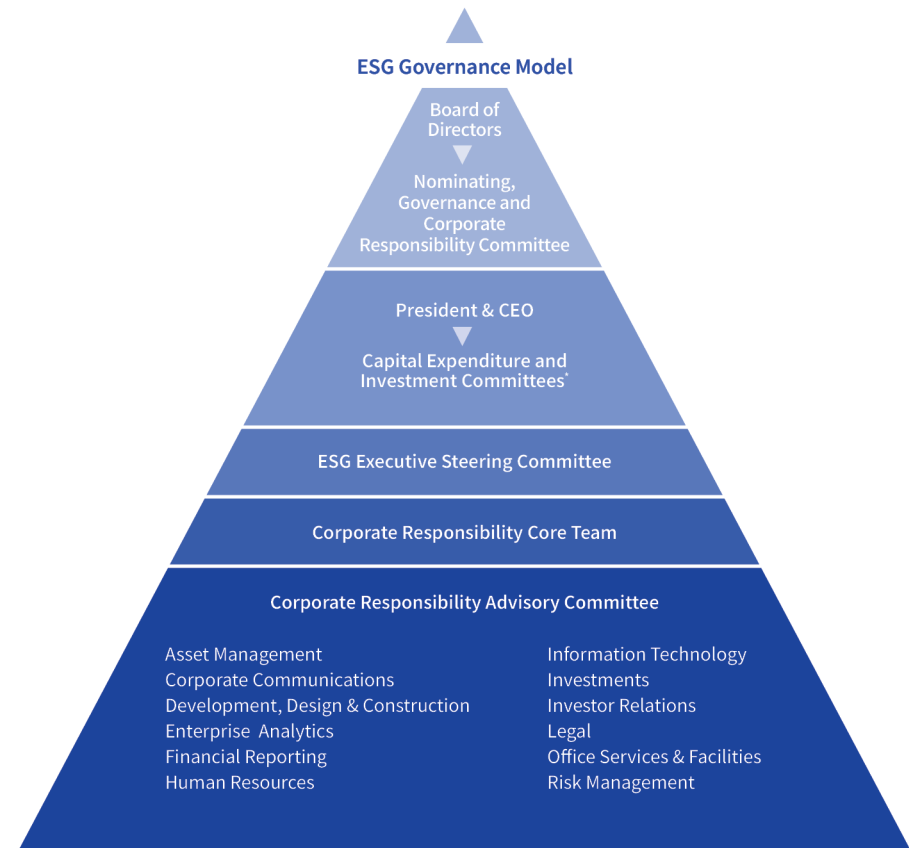 ESG Governance Model
Board of
Directors
Nominating,
Governance and
Corporate
Responsibility Committee
President & CEO
Capital Expenditure and
Investment Committees*
ESG Executive Steering Committee
Corporate Responsibility Core Team
Corporate Responsibility Advisory Committee
Asset Management
Corporate Communications
Development, Design & Construction
Enterprise Analytics
Financial Reporting
Human Resources
Information Technology
Investments
Investor Relations
Legal
Office Services & Facilities
Risk Management